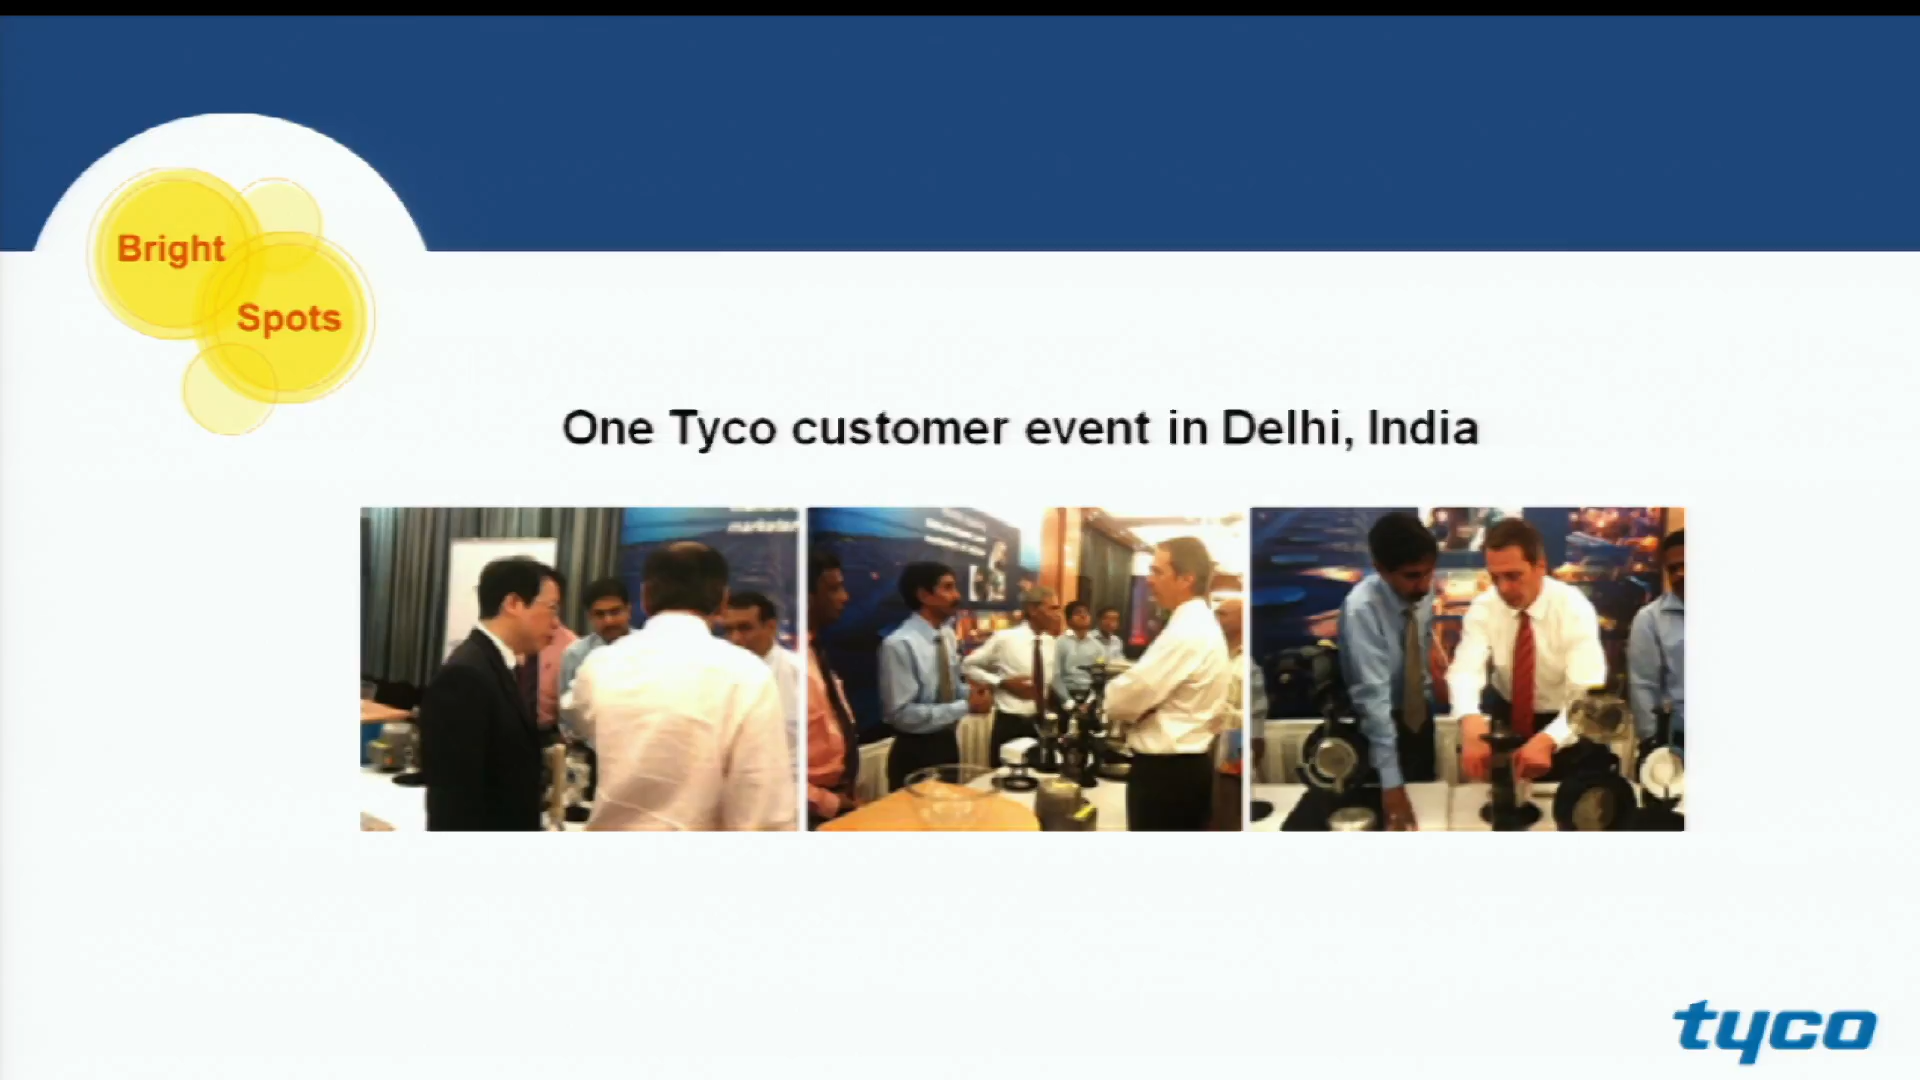 Bright
Spots
One Tyco customer event in Delhi, India
tyco